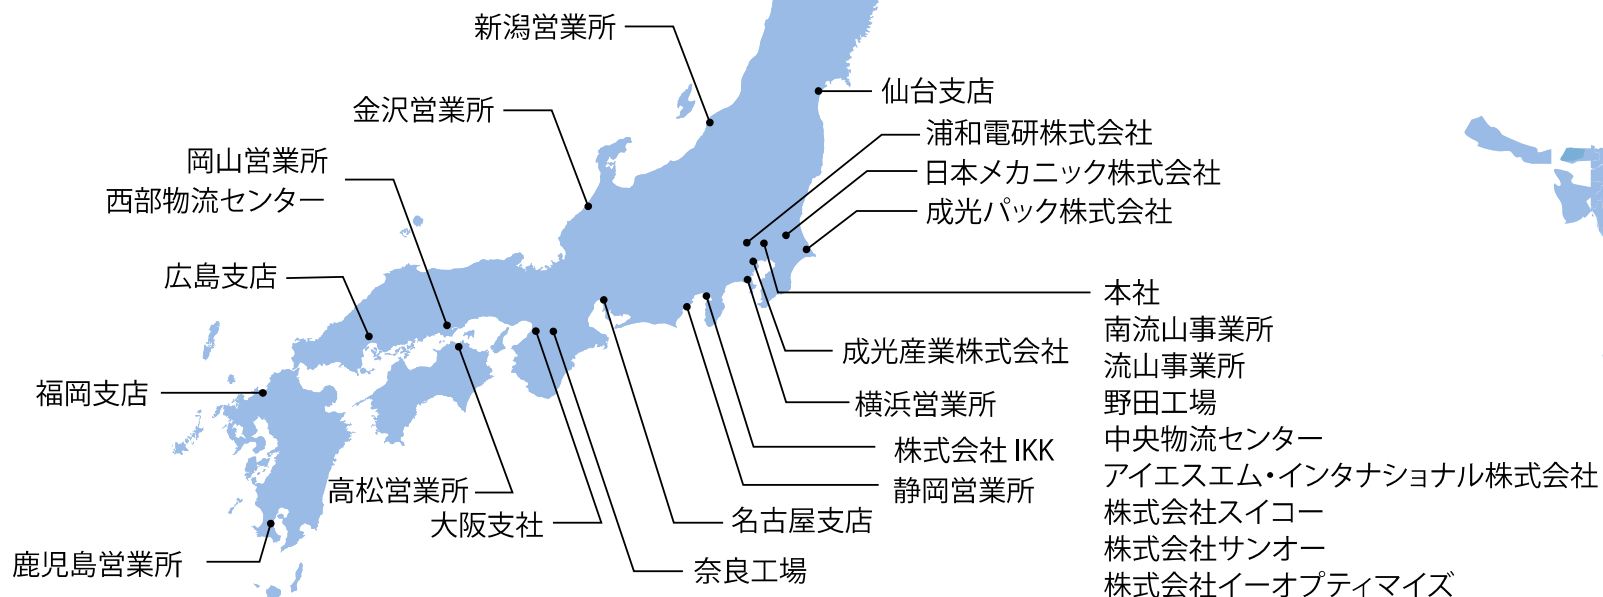 新潟営業所
仙台支店
金沢営業所
浦和電研株式会社
岡山営業所
西部物流センター
日本メカニック株式会社
成光パック株式会社
広島支店
本社
南流山事業所
流山事業所
野田工場
中央物流センター
アイエスエム・インタナショナル株式会社
株式会社スイコー
株式会社サンオー
株式会社イーオプティマイズ
成光産業株式会社
福岡支店
横浜営業所
株式会社 IKK
静岡営業所
高松営業所
大阪支社
名古屋支店
鹿児島営業所
奈良工場